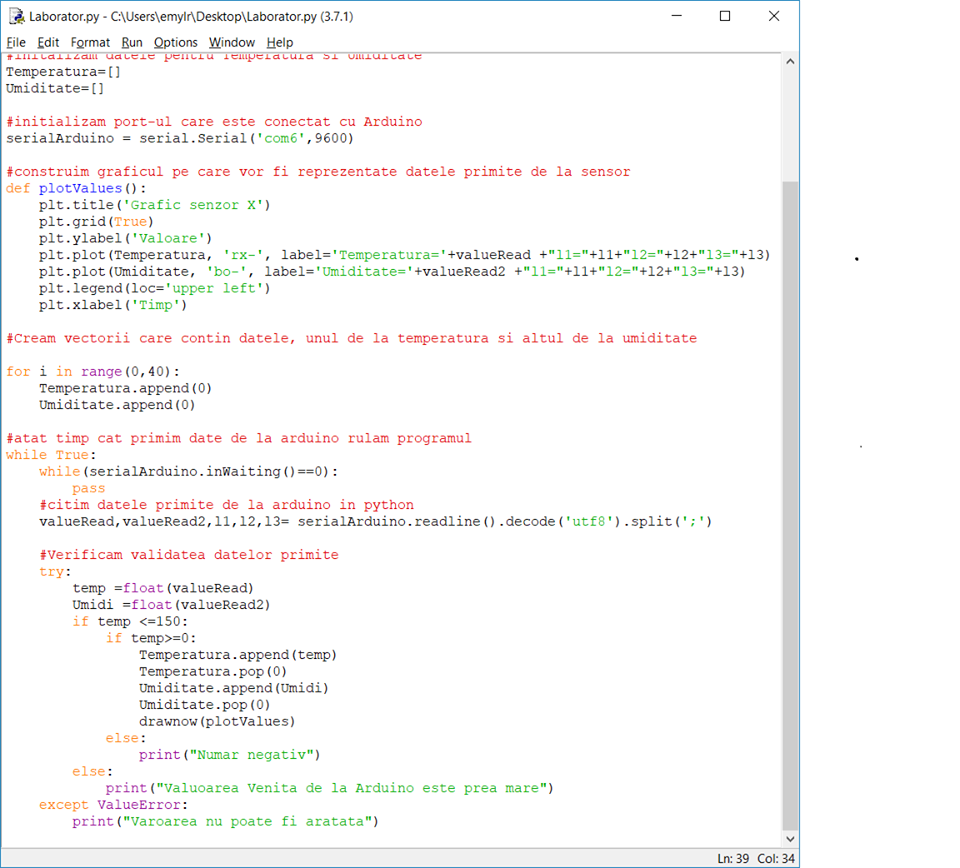 Laborator.py - C:\Users\emylr\Desktop\Laborator.py (3.7.1)
File Edit Format Run Options Window Help
#initalizam datele pentru Temperatura si Umiditate
Temperatura=[]
Umiditate=[]
#initializam port-ul care este conectat cu Arduino
serialArduino = serial.Serial('com6',9600)
#construim graficul pe care vor fi reprezentate datele primite de la sensor
def plotValues():
    plt.title('Grafic senzor X')
    plt.grid(True)
    plt.ylabel('Valoare')
    plt.plot(Temperatura, 'rx-', label='Temperatura='+valueRead +"l1="+l1+"l2="+l2+"l3="+l3)
    plt.plot(Umiditate, 'bo-', label='Umiditate='+valueRead2 +"l1="+l1+"l2="+l2+"l3="+l3)
    plt.legend(loc='upper left')
    plt.xlabel('Timp')
#Cream vectorii care contin datele, unul de la temperatura si altul de la umiditate
for i in range(0,40):
    Temperatura.append(0)
    Umiditate.append(0)
#atat timp cat primim date de la arduino rulam programul
while True:
    while(serialArduino.inWaiting()==0):
        pass
    #citim datele primite de la arduino in python
    valueRead,valueRead2,l1,l2,l3= serialArduino.readline().decode('utf8').split(';')
    #Verificam validatea datelor primite
    try:
        temp =float(valueRead)
        Umidi =float(valueRead2)
        if temp <=150:
            if temp>=0:
                Temperatura.append(temp)
                Temperatura.pop(0)
                Umiditate.append(Umidi)
                Umiditate.pop(0)
                drawnow(plotValues)
            else:
                print("Numar negativ")
        else:
            print("Valuoarea Venita de la Arduino este prea mare")
    except ValueError:
        print("Varoarea nu poate fi aratata")
Ln: 39 Col: 34